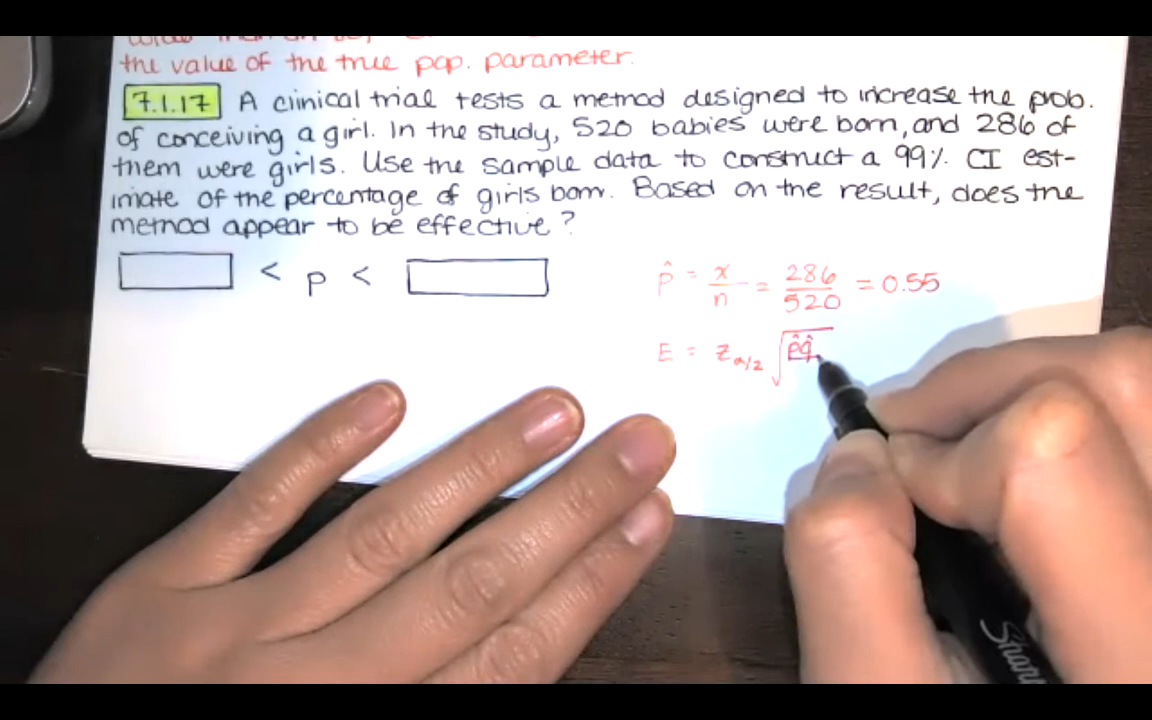 the value of the true pop. parameter.
7.1.17 A clinical trial tests a method designed to increase the prob.
of conceiving a girl. In the study, 520 babies were born, and 286 of
them were girls. Use the sample data to construct a 99% CI est-
imate of the percentage of girls born. Based on the result, does the
method appear to be effective?
< p <
p̂ = x/n = 286/520 = 0.55
E = z α/2 √p̂q̂